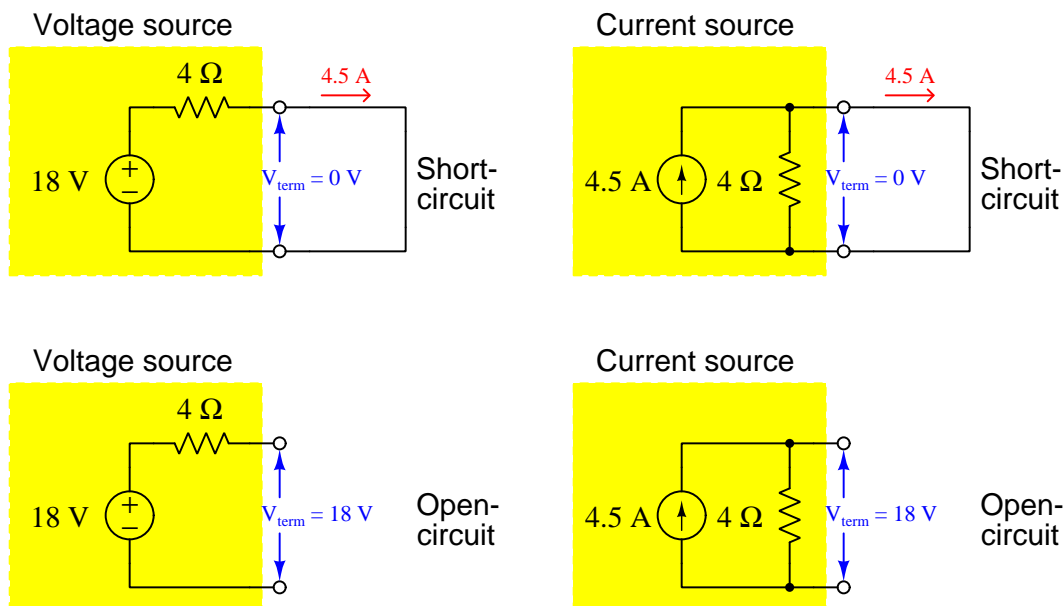 Voltage source
4 Ω
4.5 A
18 V
+
−
V_term = 0 V
Short-
circuit
Current source
4.5 A
4.5 A
4 Ω
V_term = 0 V
Short-
circuit
Voltage source
4 Ω
18 V
+
−
V_term = 18 V
Open-
circuit
Current source
4.5 A
4 Ω
V_term = 18 V
Open-
circuit